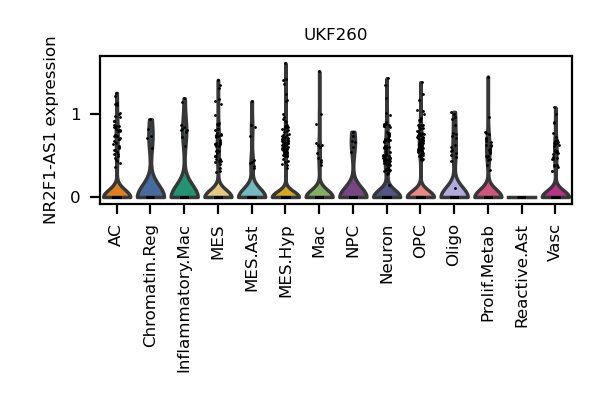 UKF260
NR2F1-AS1 expression
1
0
AC
Chromatin.Reg
Inflammatory.Mac
MES
MES.Ast
MES.Hyp
Mac
NPC
Neuron
OPC
Oligo
Prolif.Metab
Reactive.Ast
Vasc